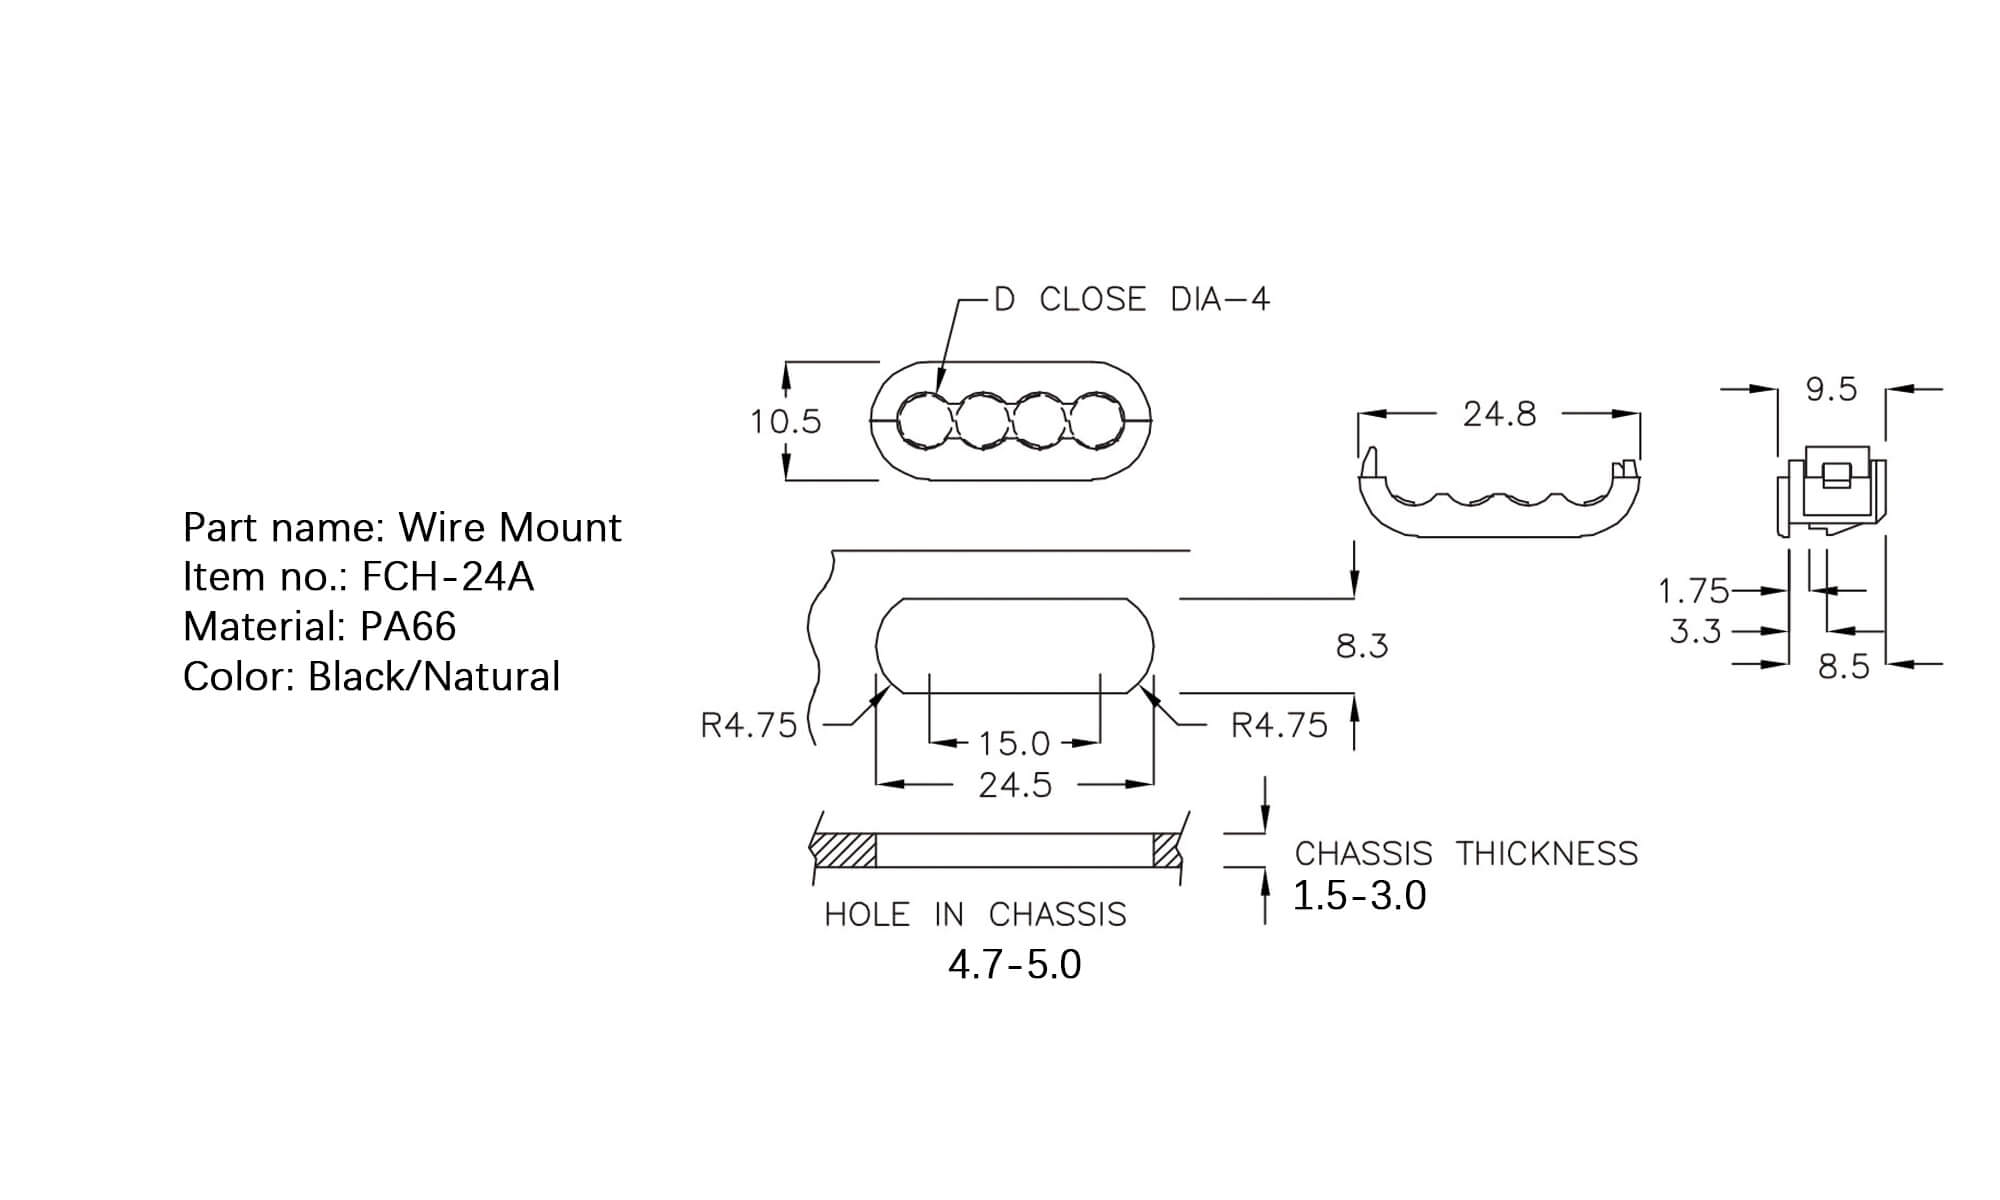 Part name: Wire Mount
Item no.: FCH-24A
Material: PA66
Color: Black/Natural
D CLOSE DIA-4
10.5
24.8
9.5
1.75
3.3
8.5
8.3
R4.75
R4.75
15.0
24.5
CHASSIS THICKNESS
1.5-3.0
HOLE IN CHASSIS
4.7-5.0